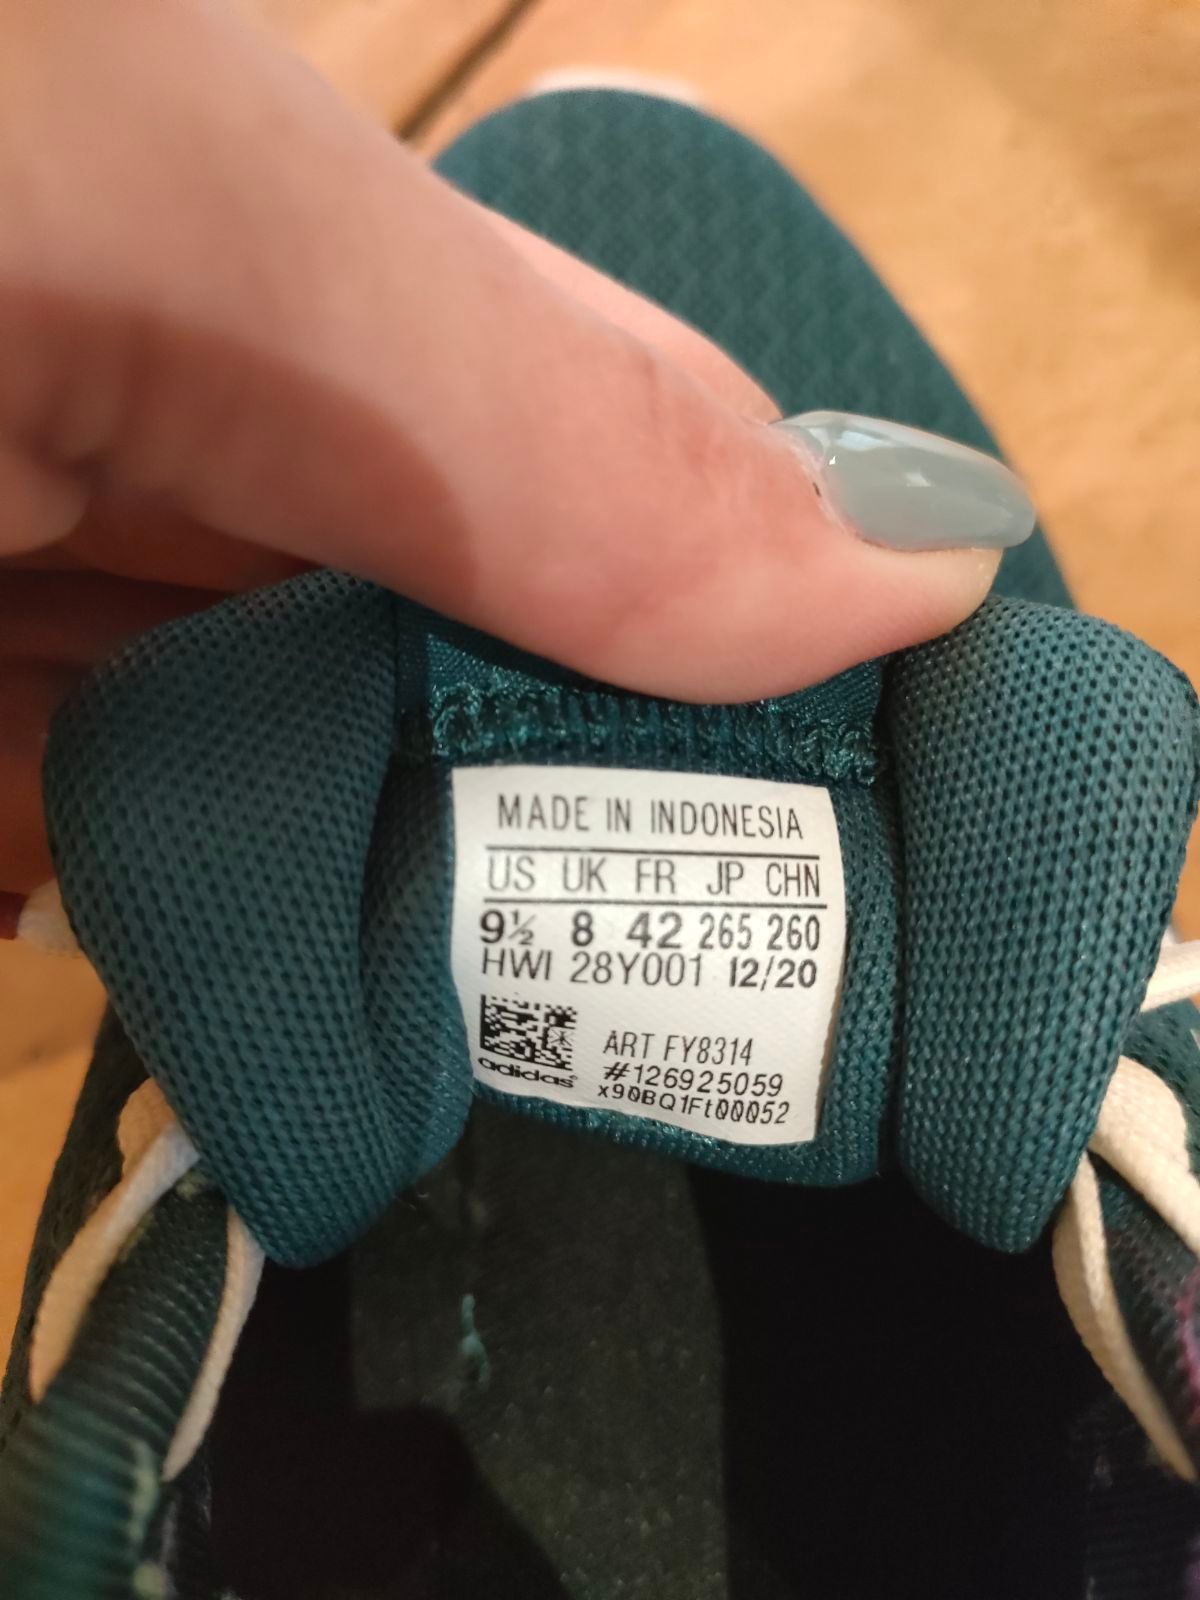 MADE IN INDONESIA
US UK FR JP CHN
9½ 8 42 265 260
HWI 28Y001 12/20
ART FY8314
adidas
#126925059
x90BQ1Ft00052